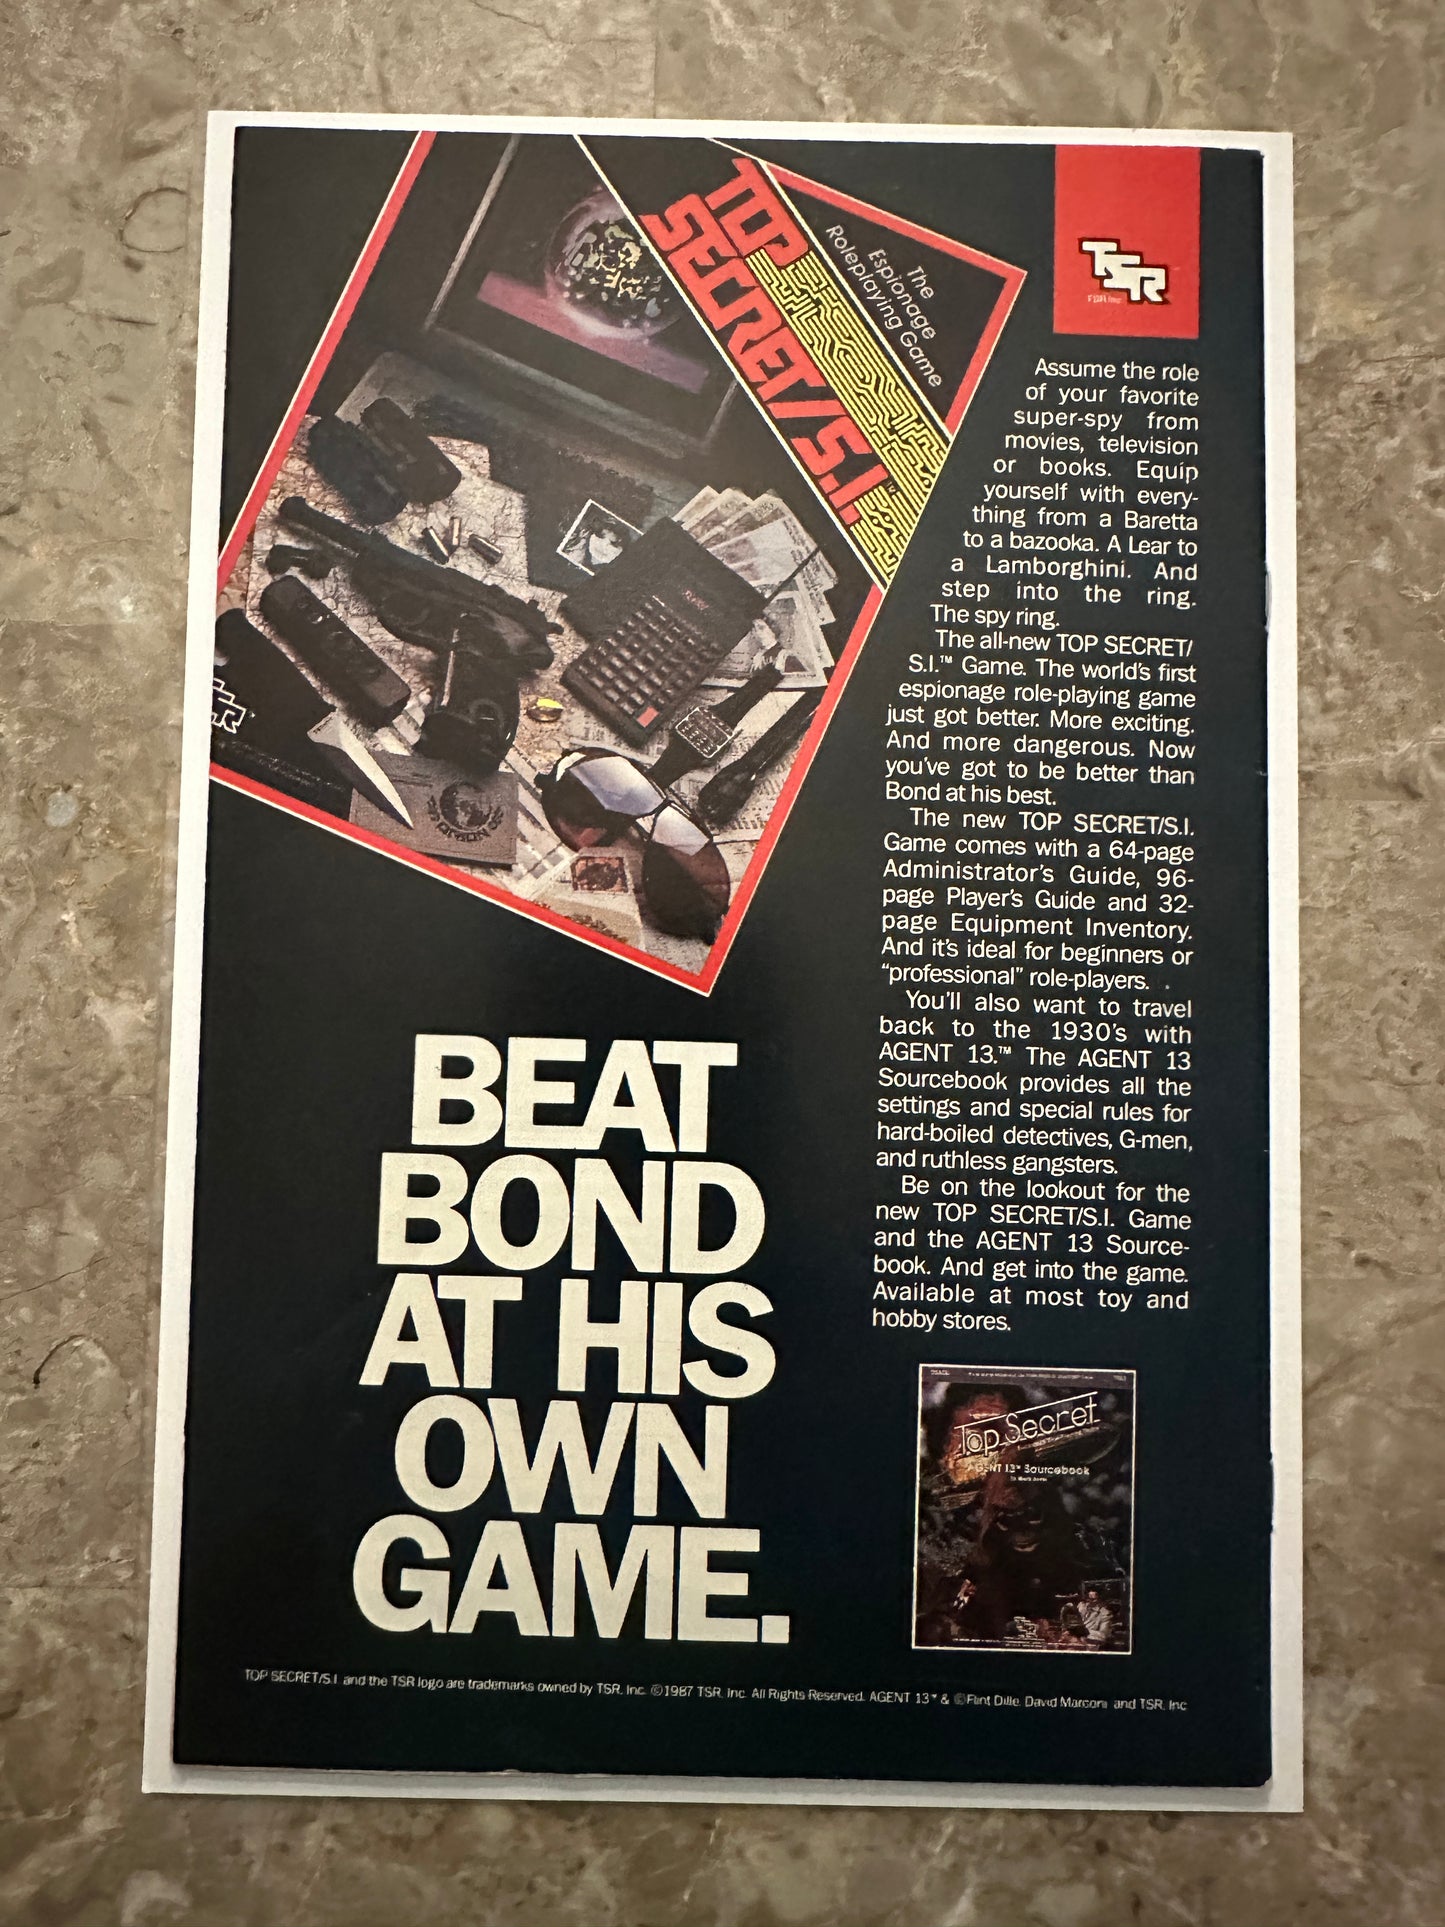 TOP
SECRET/S.I.™
The
Espionage
Roleplaying Game
TSR
TSR, Inc.
TSR™
ORION
Assume the role
of your favorite
super-spy from
movies, television
or books. Equip
yourself with every-
thing from a Baretta
to a bazooka. A Lear to
a Lamborghini. And
step into the ring.
The spy ring.
The all-new TOP SECRET/
S.I.™ Game. The world's first
espionage role-playing game
just got better. More exciting.
And more dangerous. Now
you've got to be better than
Bond at his best.
The new TOP SECRET/S.I.
Game comes with a 64-page
Administrator's Guide, 96-
page Player's Guide and 32-
page Equipment Inventory.
And it's ideal for beginners or
“professional” role-players.
You'll also want to travel
back to the 1930's with
AGENT 13.™ The AGENT 13
Sourcebook provides all the
settings and special rules for
hard-boiled detectives, G-men,
and ruthless gangsters.
Be on the lookout for the
new TOP SECRET/S.I. Game
and the AGENT 13 Source-
book. And get into the game.
Available at most toy and
hobby stores.
BEAT
BOND
AT HIS
OWN
GAME.
Top Secret
AGENT 13™ Sourcebook
TOP SECRET/S.I. and the TSR logo are trademarks owned by TSR, Inc. ©1987 TSR, Inc. All Rights Reserved. AGENT 13™ & ©Flint Dille, David Marconi and TSR, Inc